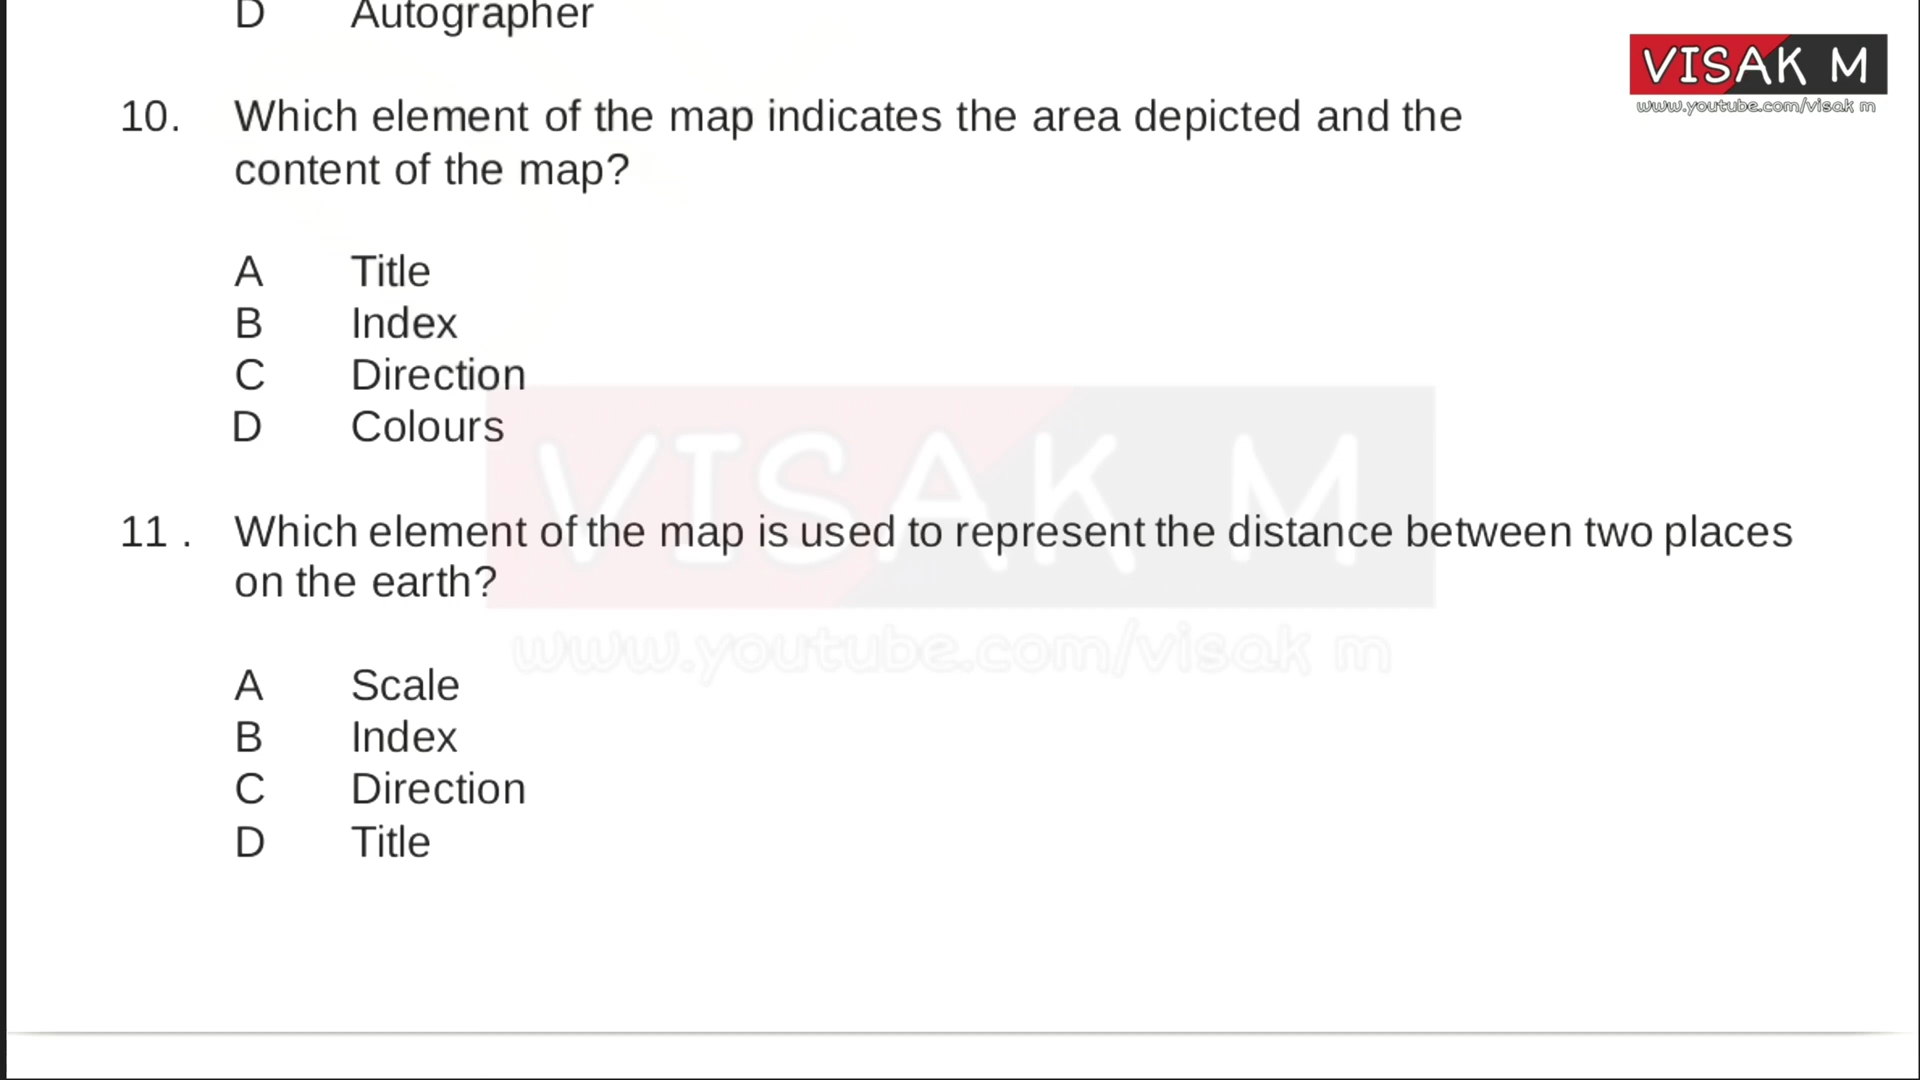 D Autographer
VISAK M
www.youtube.com/visak m
10. Which element of the map indicates the area depicted and the
content of the map?
A Title
B Index
C Direction
D Colours
VISAK M
11 . Which element of the map is used to represent the distance between two places
on the earth?
www.youtube.com/visak m
A Scale
B Index
C Direction
D Title